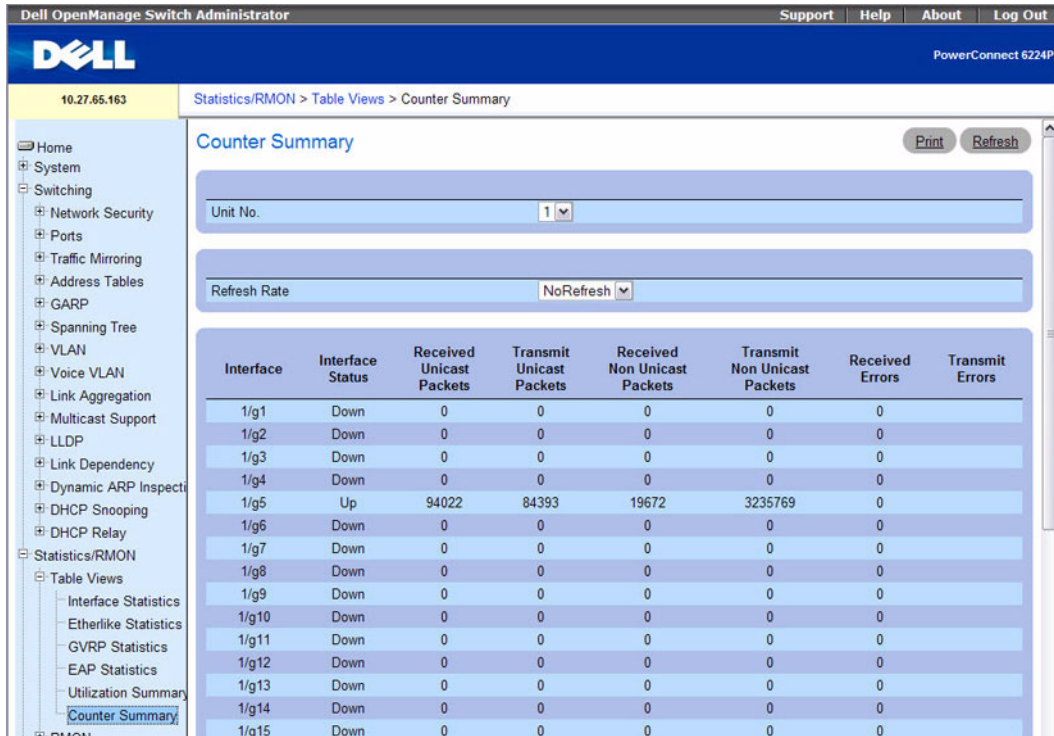 Dell OpenManage Switch Administrator Support Help About Log Out
DELL
PowerConnect 6224P
10.27.65.163
Statistics/RMON > Table Views > Counter Summary
Home
System
Switching
Network Security
Ports
Traffic Mirroring
Address Tables
GARP
Spanning Tree
VLAN
Voice VLAN
Link Aggregation
Multicast Support
LLDP
Link Dependency
Dynamic ARP Inspecti
DHCP Snooping
DHCP Relay
Statistics/RMON
Table Views
Interface Statistics
Etherlike Statistics
GVRP Statistics
EAP Statistics
Utilization Summary
Counter Summary
RMON
Counter Summary
Print Refresh
Unit No. 1
Refresh Rate NoRefresh
Interface Interface Status Received Unicast Packets Transmit Unicast Packets Received Non Unicast Packets Transmit Non Unicast Packets Received Errors Transmit Errors
1/g1 Down 0 0 0 0 0
1/g2 Down 0 0 0 0 0
1/g3 Down 0 0 0 0 0
1/g4 Down 0 0 0 0 0
1/g5 Up 94022 84393 19672 3235769 0
1/g6 Down 0 0 0 0 0
1/g7 Down 0 0 0 0 0
1/g8 Down 0 0 0 0 0
1/g9 Down 0 0 0 0 0
1/g10 Down 0 0 0 0 0
1/g11 Down 0 0 0 0 0
1/g12 Down 0 0 0 0 0
1/g13 Down 0 0 0 0 0
1/g14 Down 0 0 0 0 0
1/g15 Down 0 0 0 0 0